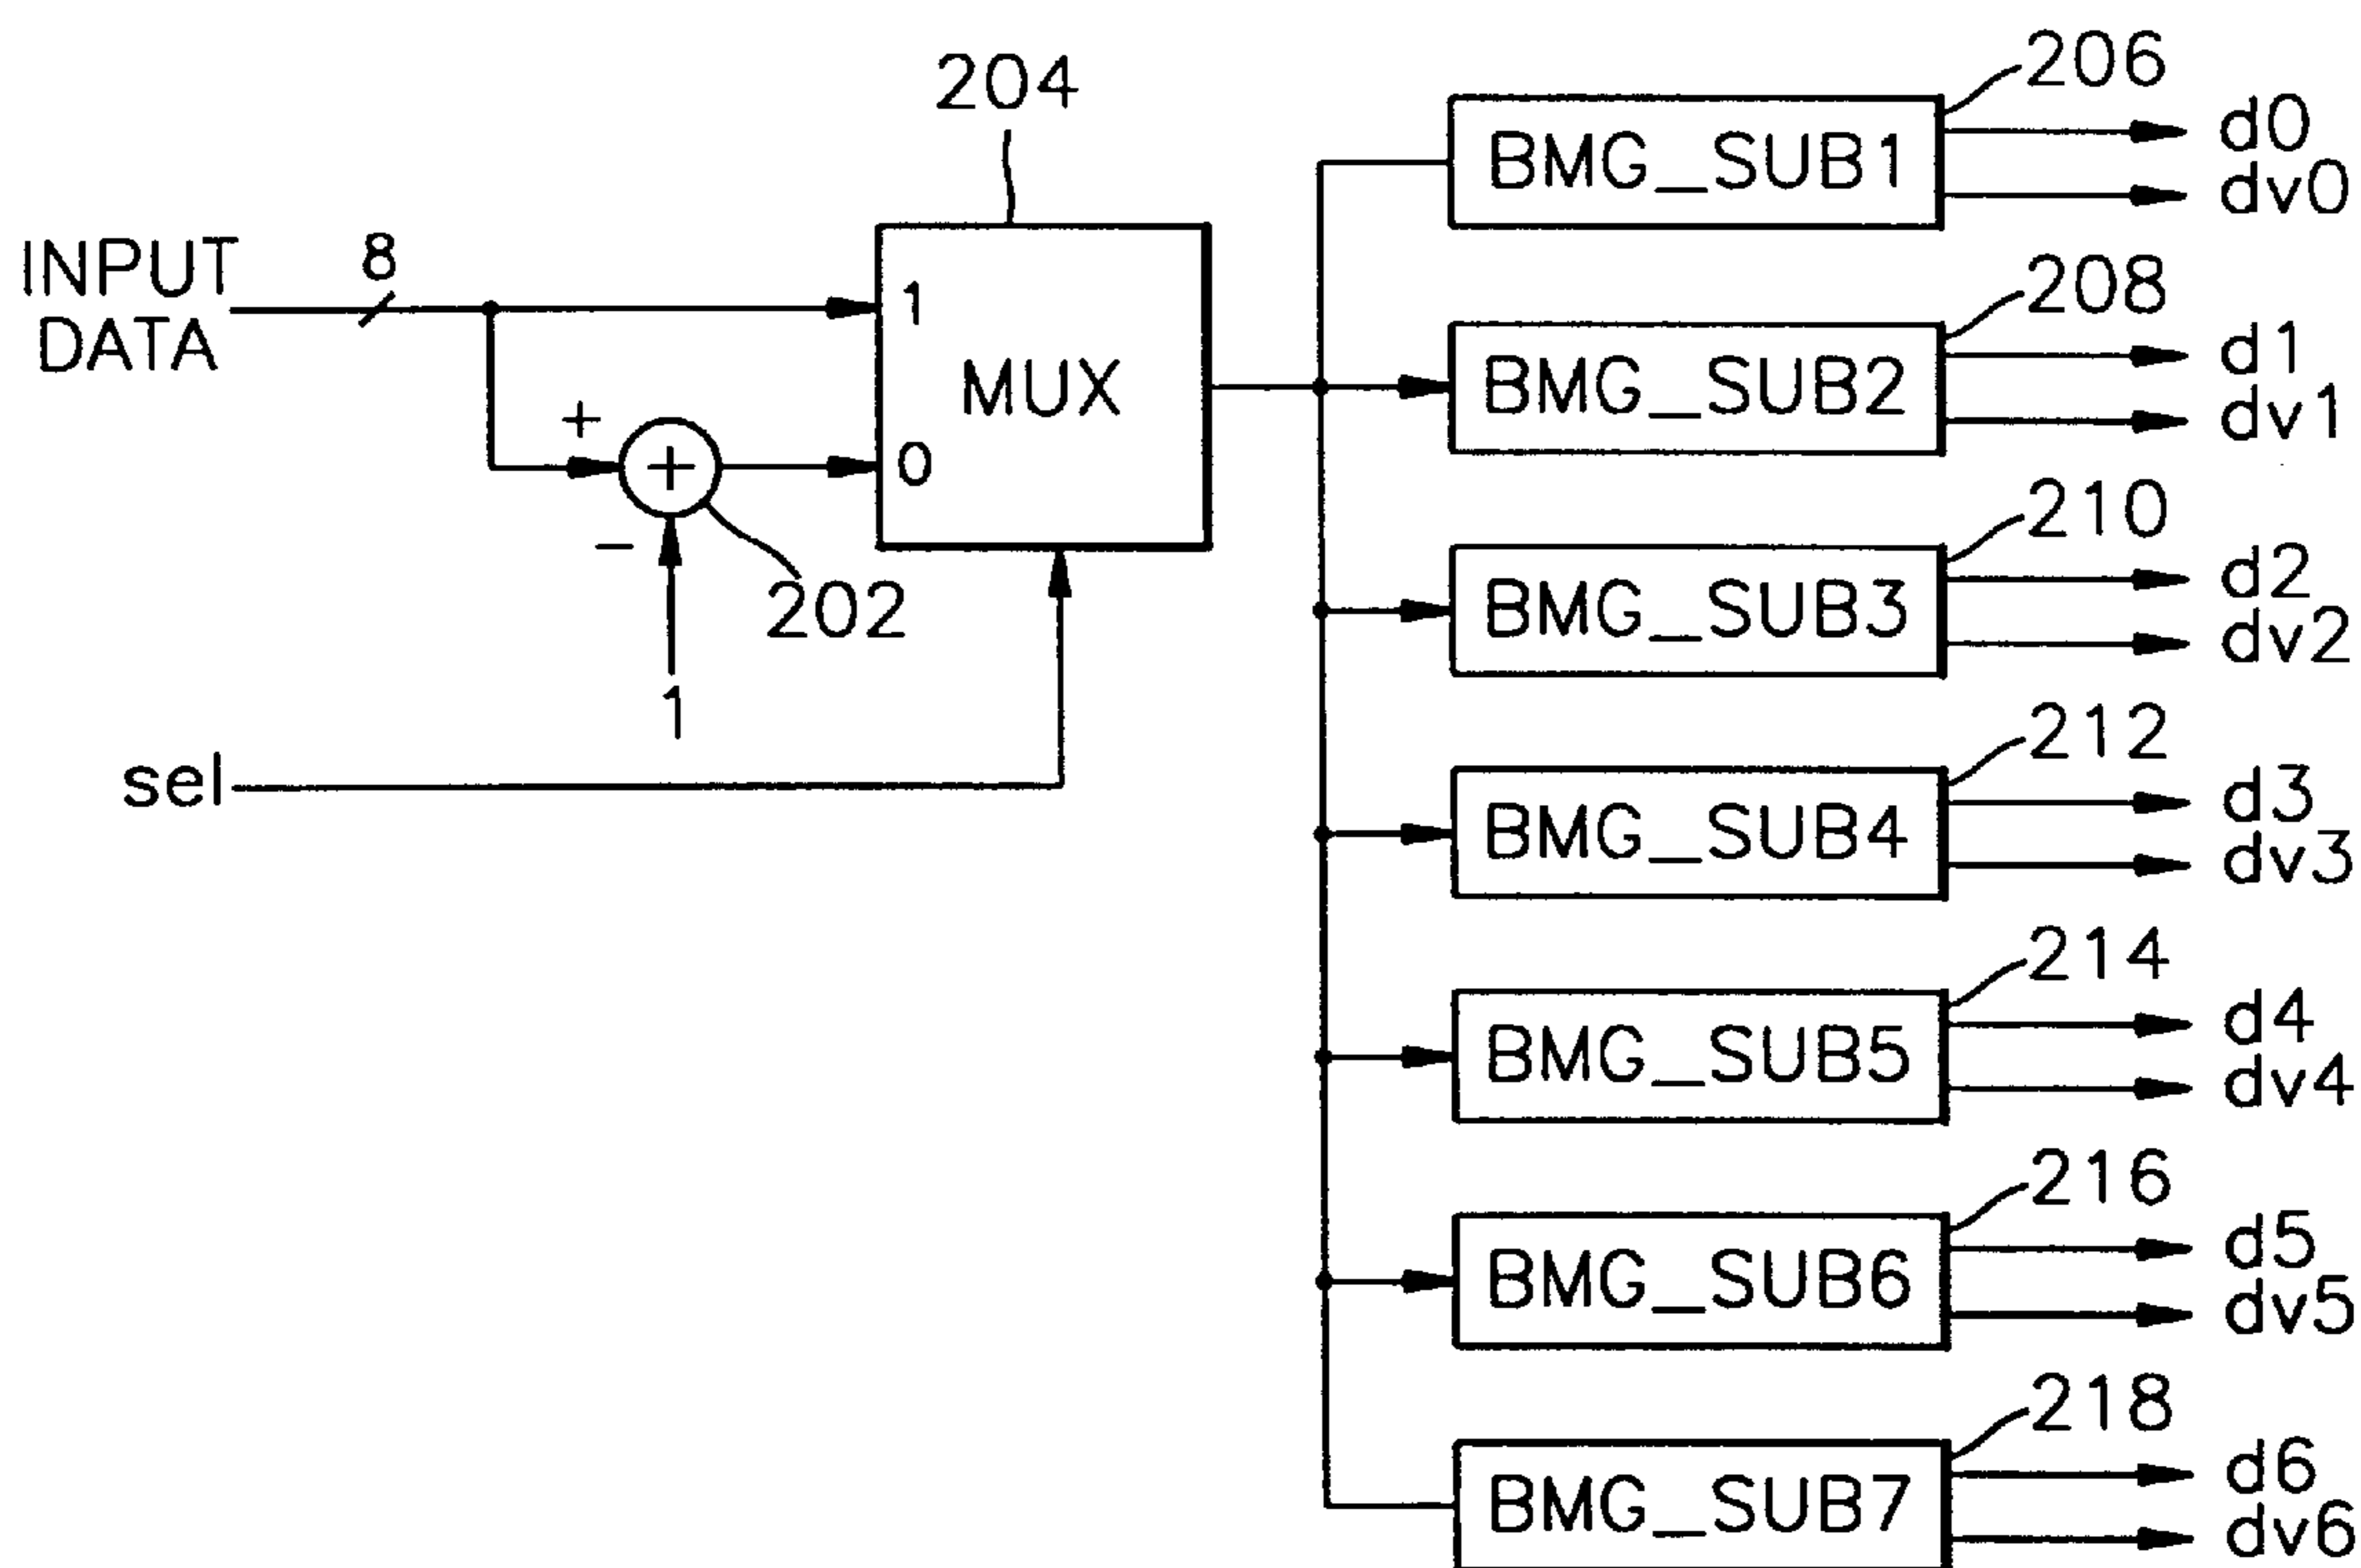 204
206
BMG_SUB1
d0
dv0
INPUT
DATA
8
1
MUX
0
+
+
-
1
202
sel
208
BMG_SUB2
d1
dv1
210
BMG_SUB3
d2
dv2
212
BMG_SUB4
d3
dv3
214
BMG_SUB5
d4
dv4
216
BMG_SUB6
d5
dv5
218
BMG_SUB7
d6
dv6